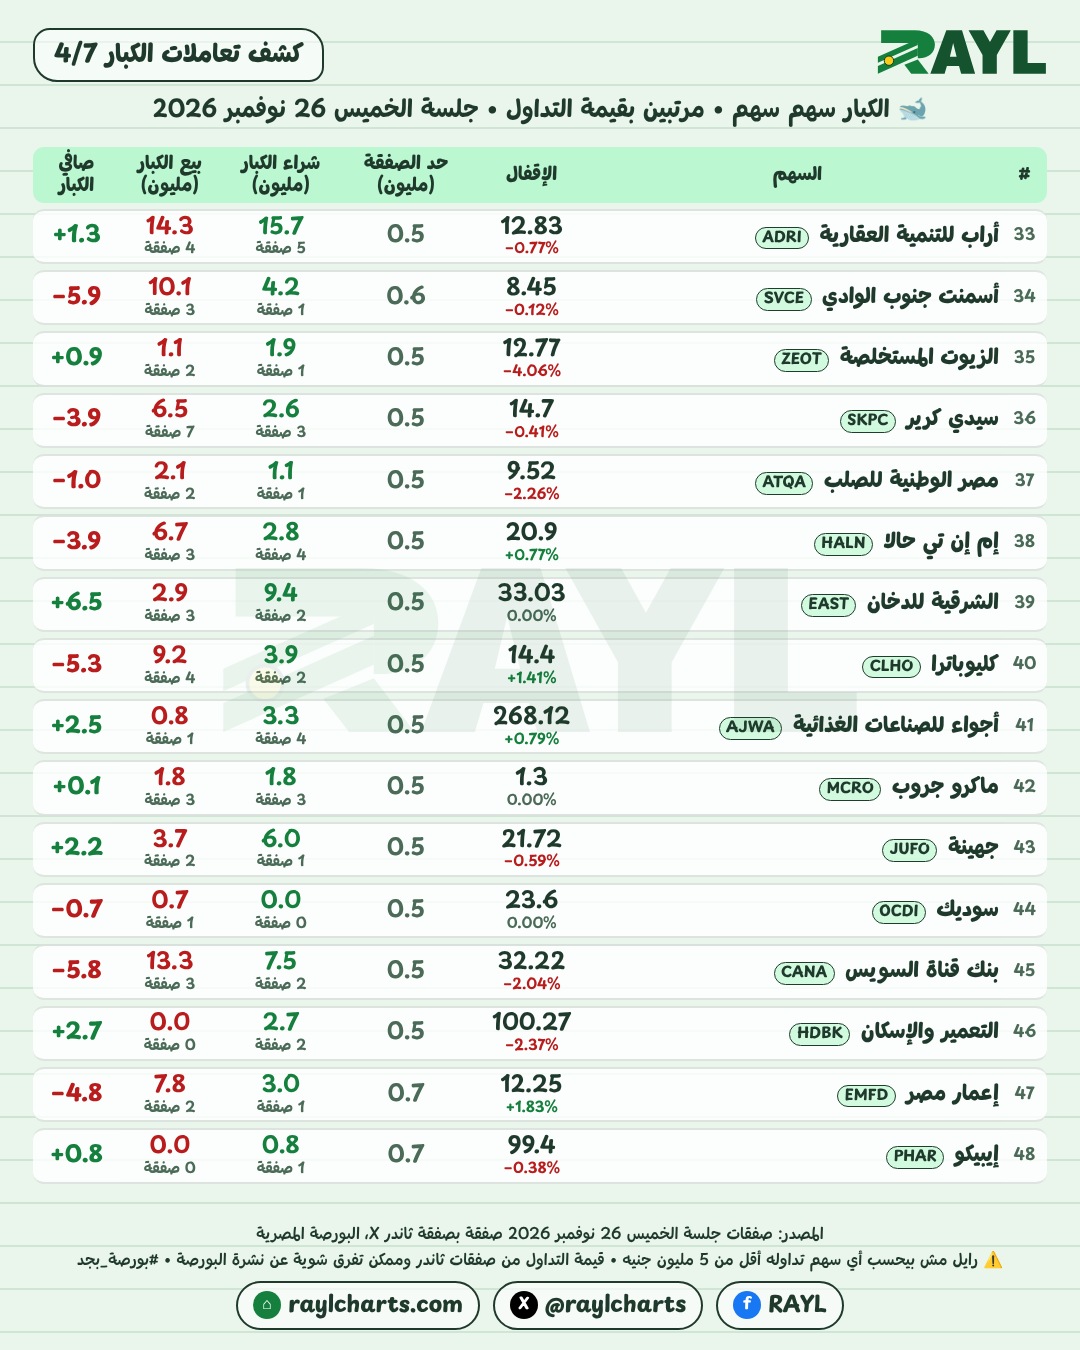 RAYL
كشف تعاملات الكبار 4/7
🐋 الكبار سهم سهم • مرتبين بقيمة التداول • جلسة الخميس 26 نوفمبر 2026
# السهم الإقفال حد الصفقة (مليون) شراء الكبار (مليون) بيع الكبار (مليون) صافي الكبار
33 أراب للتنمية العقارية ADRI 12.83 −0.77% 0.5 15.7 5 صفقة 14.3 4 صفقة +1.3
34 أسمنت جنوب الوادي SVCE 8.45 −0.12% 0.6 4.2 1 صفقة 10.1 3 صفقة −5.9
35 الزيوت المستخلصة ZEOT 12.77 −4.06% 0.5 1.9 1 صفقة 1.1 2 صفقة +0.9
36 سيدي كرير SKPC 14.7 −0.41% 0.5 2.6 3 صفقة 6.5 7 صفقة −3.9
37 مصر الوطنية للصلب ATQA 9.52 −2.26% 0.5 1.1 1 صفقة 2.1 2 صفقة −1.0
38 إم إن تي حالا HALN 20.9 +0.77% 0.5 2.8 4 صفقة 6.7 3 صفقة −3.9
39 الشرقية للدخان EAST 33.03 0.00% 0.5 9.4 2 صفقة 2.9 3 صفقة +6.5
40 كليوباترا CLHO 14.4 +1.41% 0.5 3.9 2 صفقة 9.2 4 صفقة −5.3
41 أجواء للصناعات الغذائية AJWA 268.12 +0.79% 0.5 3.3 4 صفقة 0.8 1 صفقة +2.5
42 ماكرو جروب MCRO 1.3 0.00% 0.5 1.8 3 صفقة 1.8 3 صفقة +0.1
43 جهينة JUFO 21.72 −0.59% 0.5 6.0 1 صفقة 3.7 2 صفقة +2.2
44 سوديك OCDI 23.6 0.00% 0.5 0.0 0 صفقة 0.7 1 صفقة −0.7
45 بنك قناة السويس CANA 32.22 −2.04% 0.5 7.5 2 صفقة 13.3 3 صفقة −5.8
46 التعمير والإسكان HDBK 100.27 −2.37% 0.5 2.7 2 صفقة 0.0 0 صفقة +2.7
47 إعمار مصر EMFD 12.25 +1.83% 0.7 3.0 1 صفقة 7.8 2 صفقة −4.8
48 إيبيكو PHAR 99.4 −0.38% 0.7 0.8 1 صفقة 0.0 0 صفقة +0.8
المصدر: صفقات جلسة الخميس 26 نوفمبر 2026 صفقة بصفقة ثاندر X، البورصة المصرية
⚠️ رايل مش بيحسب أي سهم تداوله أقل من 5 مليون جنيه • قيمة التداول من صفقات ثاندر وممكن تفرق شوية عن نشرة البورصة • #بورصة_بجد
raylcharts.com X @raylcharts f RAYL